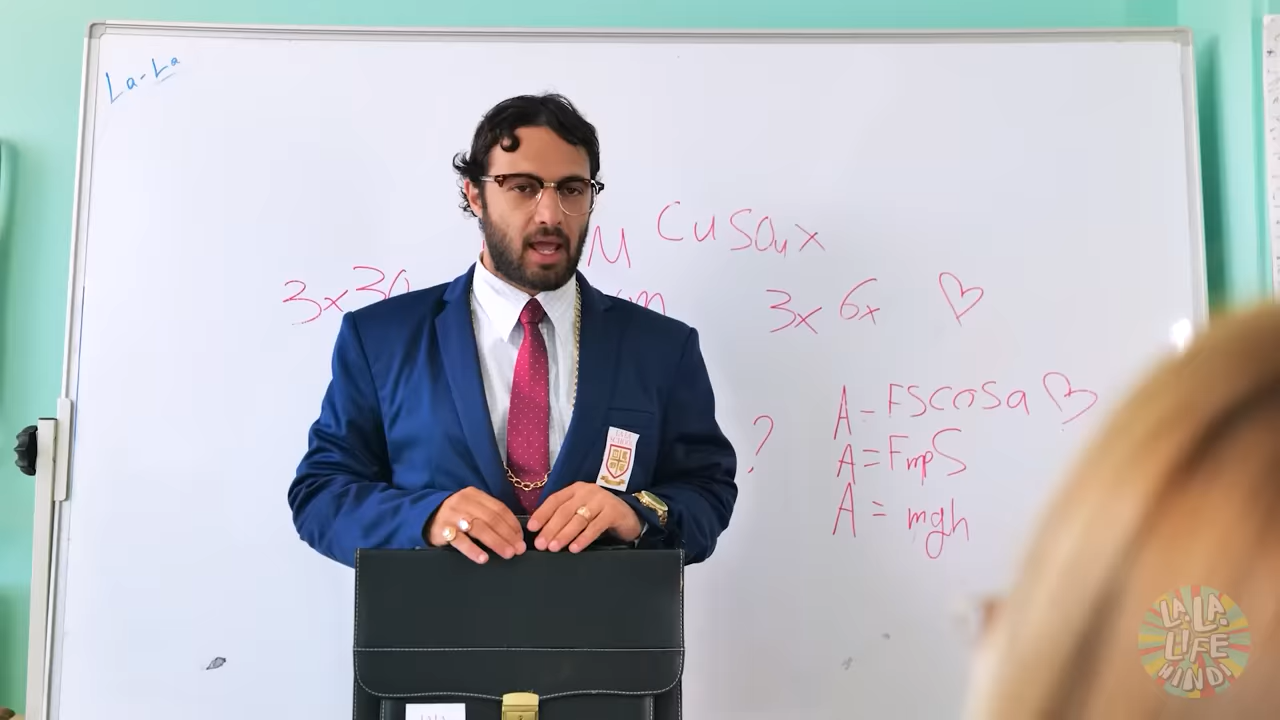 La-La
M CuSO₄x
3x30
3x 6x ♡
?
A - FScosa ♡
A = FmpS
A = mgh
LA LA
LIFE
HINDI